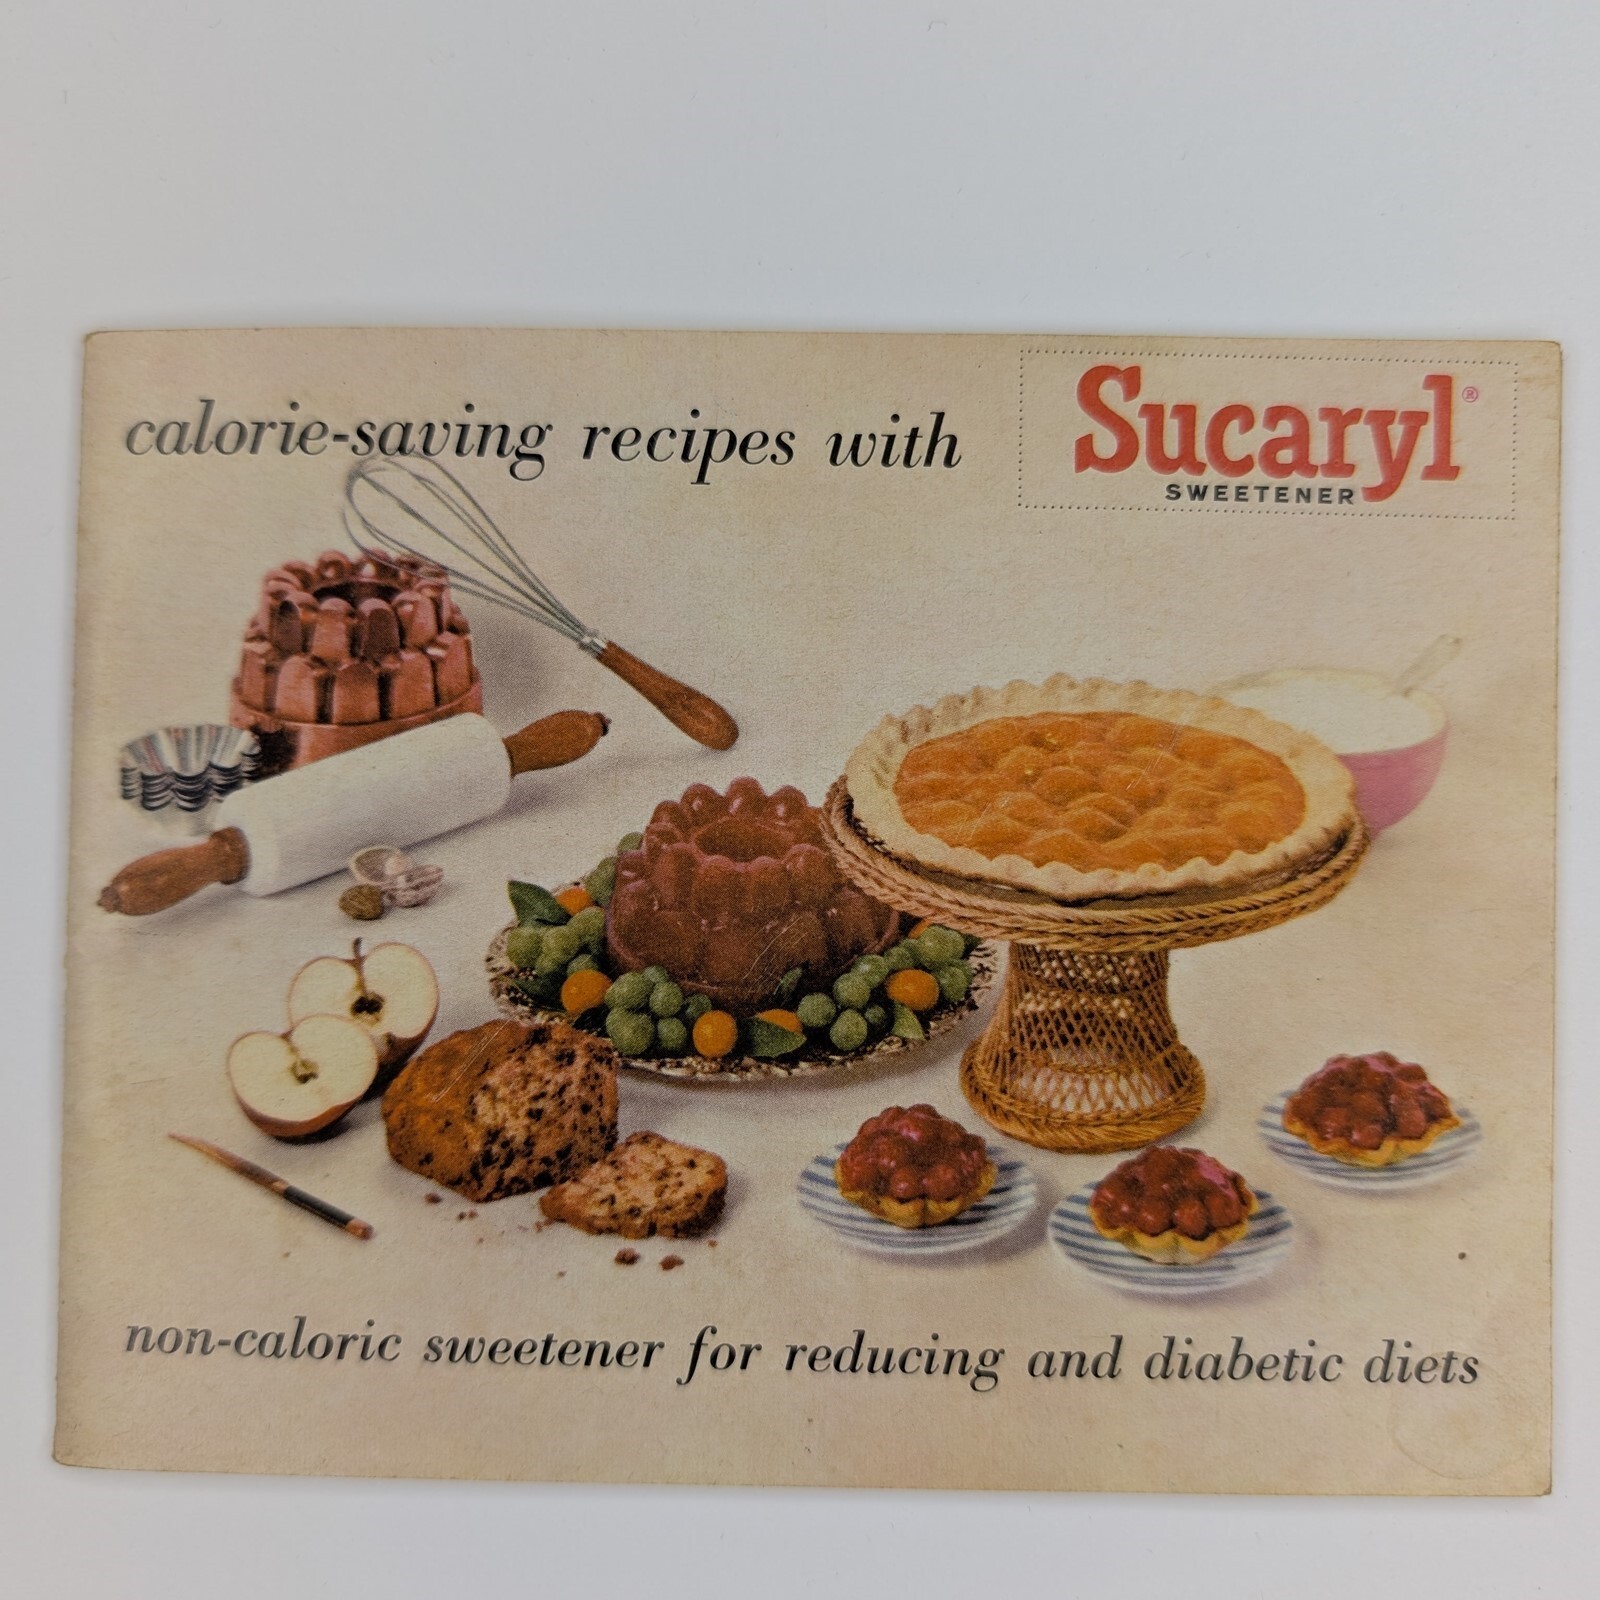 calorie-saving recipes with
Sucaryl®
SWEETENER
non-caloric sweetener for reducing and diabetic diets